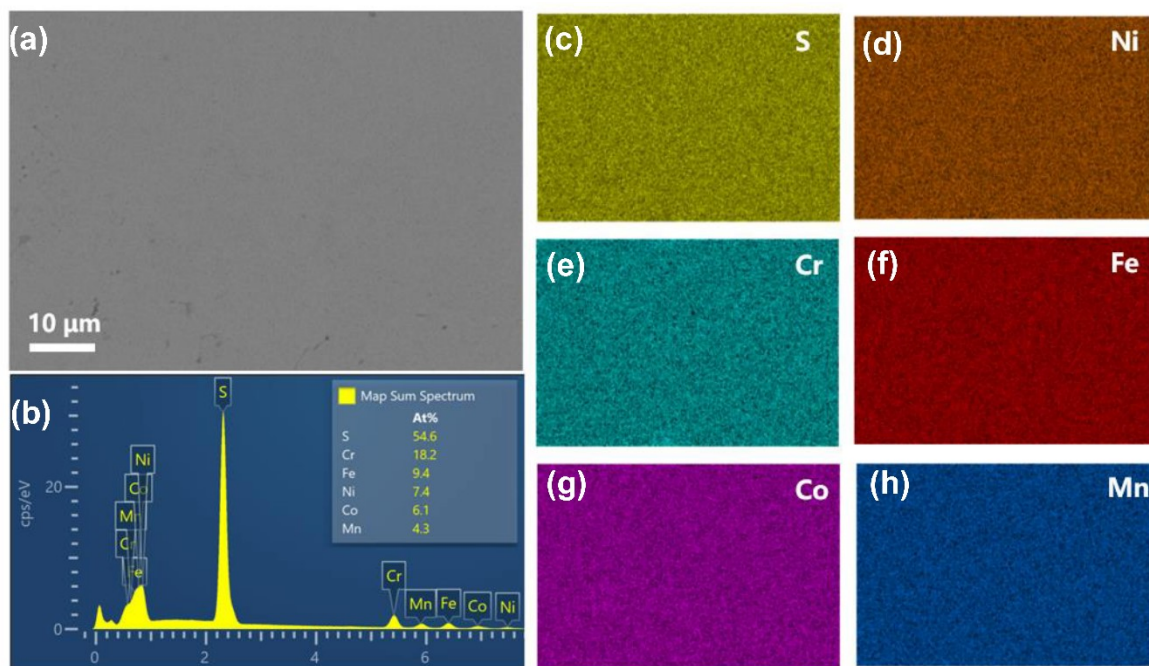 (a)
10 µm
(b)
cps/eV
20
0
0
2
4
6
S
Ni
Co
Mn
Cr
Fe
Cr
Mn
Fe
Co
Ni
Map Sum Spectrum
At%
S 54.6
Cr 18.2
Fe 9.4
Ni 7.4
Co 6.1
Mn 4.3
(c) S
(d) Ni
(e) Cr
(f) Fe
(g) Co
(h) Mn